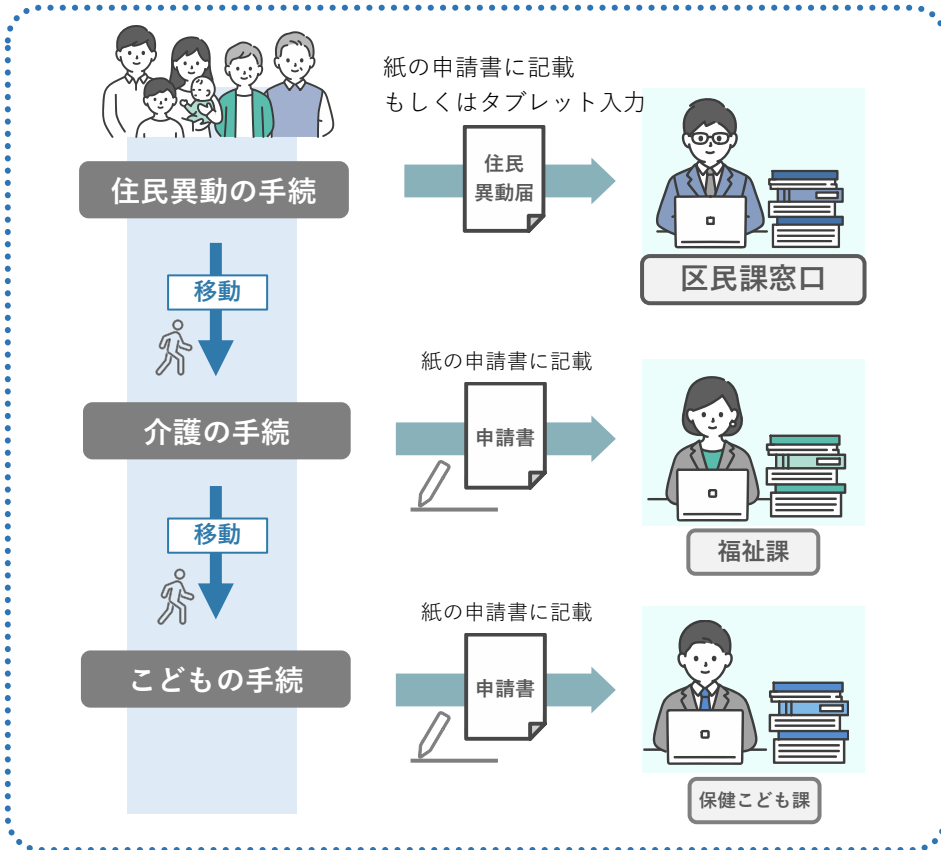 紙の申請書に記載
もしくはタブレット入力
住民異動の手続
住民
異動届
区民課窓口
移動
紙の申請書に記載
介護の手続
申請書
福祉課
移動
紙の申請書に記載
こどもの手続
申請書
保健こども課